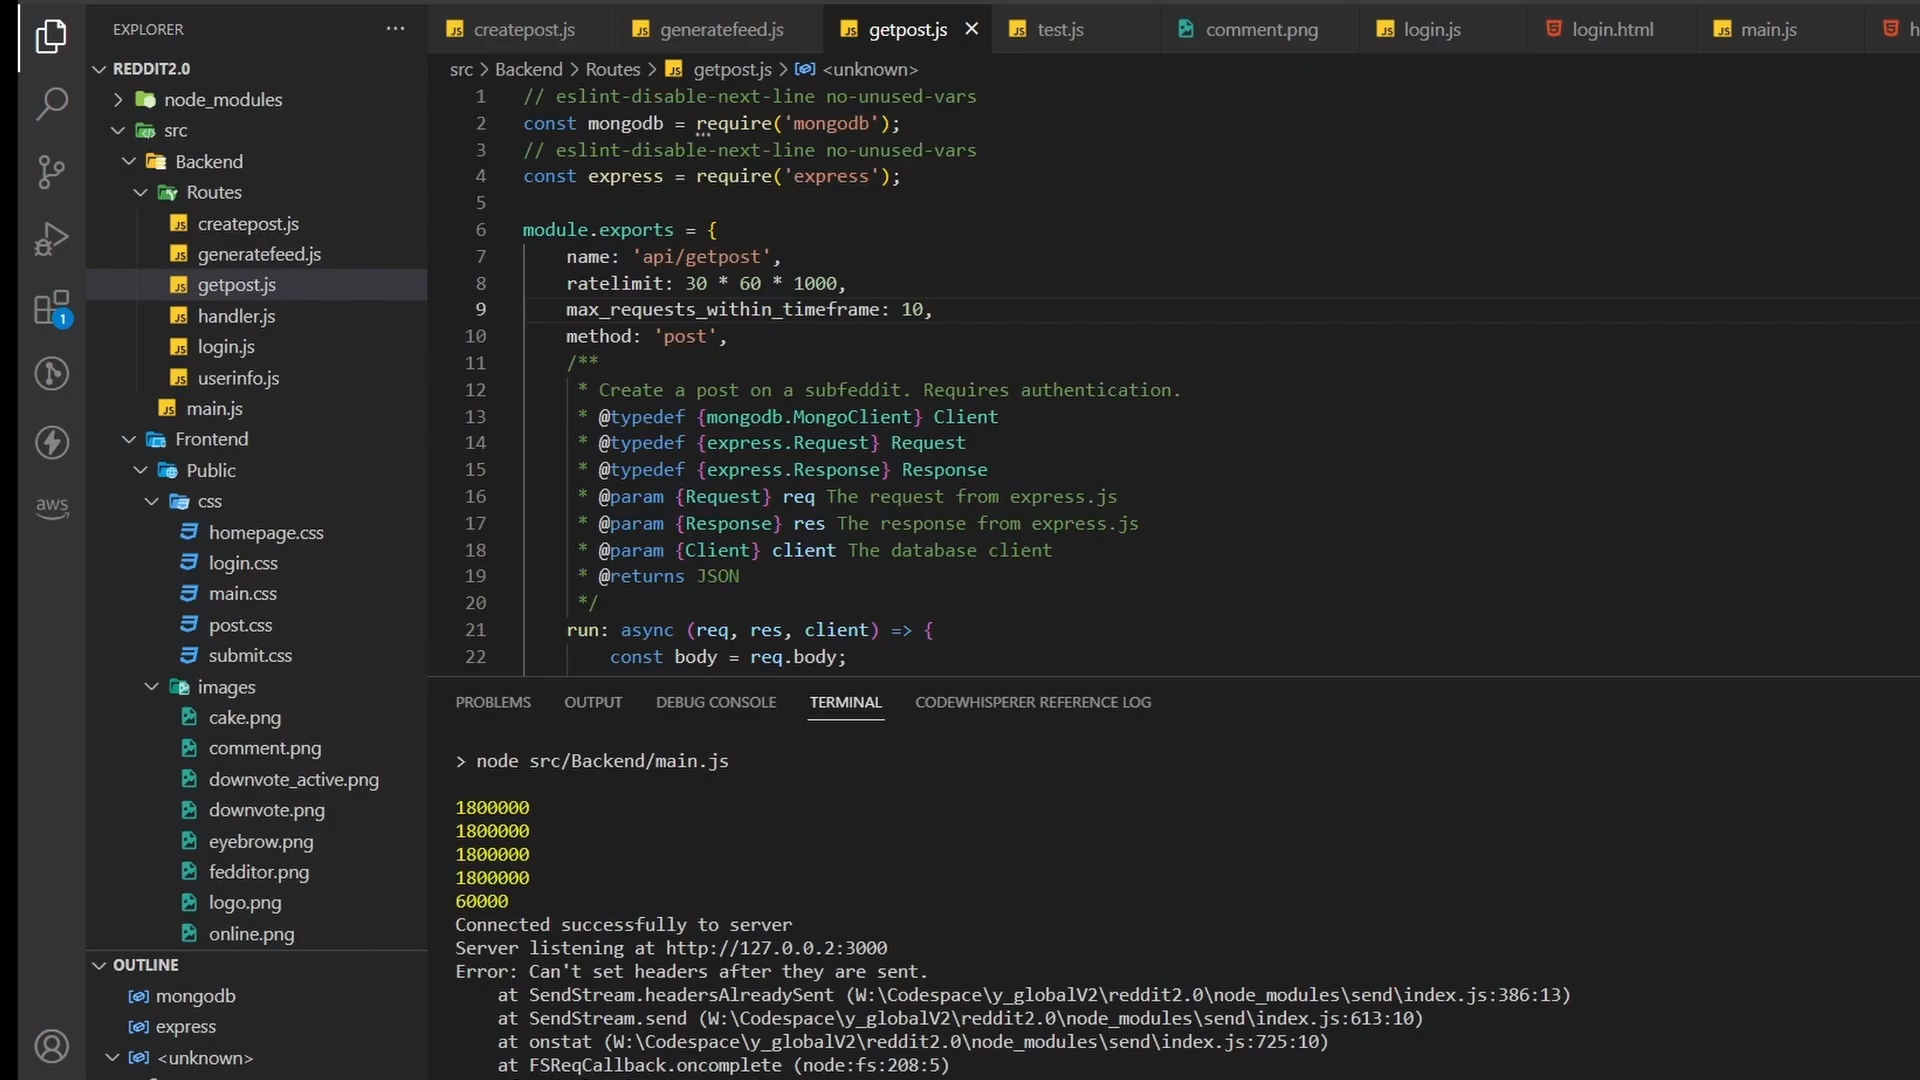 EXPLORER
REDDIT2.0
node_modules
src
Backend
Routes
createpost.js
generatefeed.js
getpost.js
handler.js
login.js
userinfo.js
main.js
Frontend
Public
css
homepage.css
login.css
main.css
post.css
submit.css
images
cake.png
comment.png
downvote_active.png
downvote.png
eyebrow.png
fedditor.png
logo.png
online.png
OUTLINE
mongodb
express
<unknown>
1
aws
createpost.js generatefeed.js getpost.js test.js comment.png login.js login.html main.js
src > Backend > Routes > getpost.js > <unknown>
1 // eslint-disable-next-line no-unused-vars
2 const mongodb = require('mongodb');
3 // eslint-disable-next-line no-unused-vars
4 const express = require('express');
5
6 module.exports = {
7 name: 'api/getpost',
8 ratelimit: 30 * 60 * 1000,
9 max_requests_within_timeframe: 10,
10 method: 'post',
11 /**
12 * Create a post on a subfeddit. Requires authentication.
13 * @typedef {mongodb.MongoClient} Client
14 * @typedef {express.Request} Request
15 * @typedef {express.Response} Response
16 * @param {Request} req The request from express.js
17 * @param {Response} res The response from express.js
18 * @param {Client} client The database client
19 * @returns JSON
20 */
21 run: async (req, res, client) => {
22 const body = req.body;
PROBLEMS OUTPUT DEBUG CONSOLE TERMINAL CODEWHISPERER REFERENCE LOG
> node src/Backend/main.js
1800000
1800000
1800000
1800000
60000
Connected successfully to server
Server listening at http://127.0.0.2:3000
Error: Can't set headers after they are sent.
at SendStream.headersAlreadySent (W:\Codespace\y_globalV2\reddit2.0\node_modules\send\index.js:386:13)
at SendStream.send (W:\Codespace\y_globalV2\reddit2.0\node_modules\send\index.js:613:10)
at onstat (W:\Codespace\y_globalV2\reddit2.0\node_modules\send\index.js:725:10)
at FSReqCallback.oncomplete (node:fs:208:5)